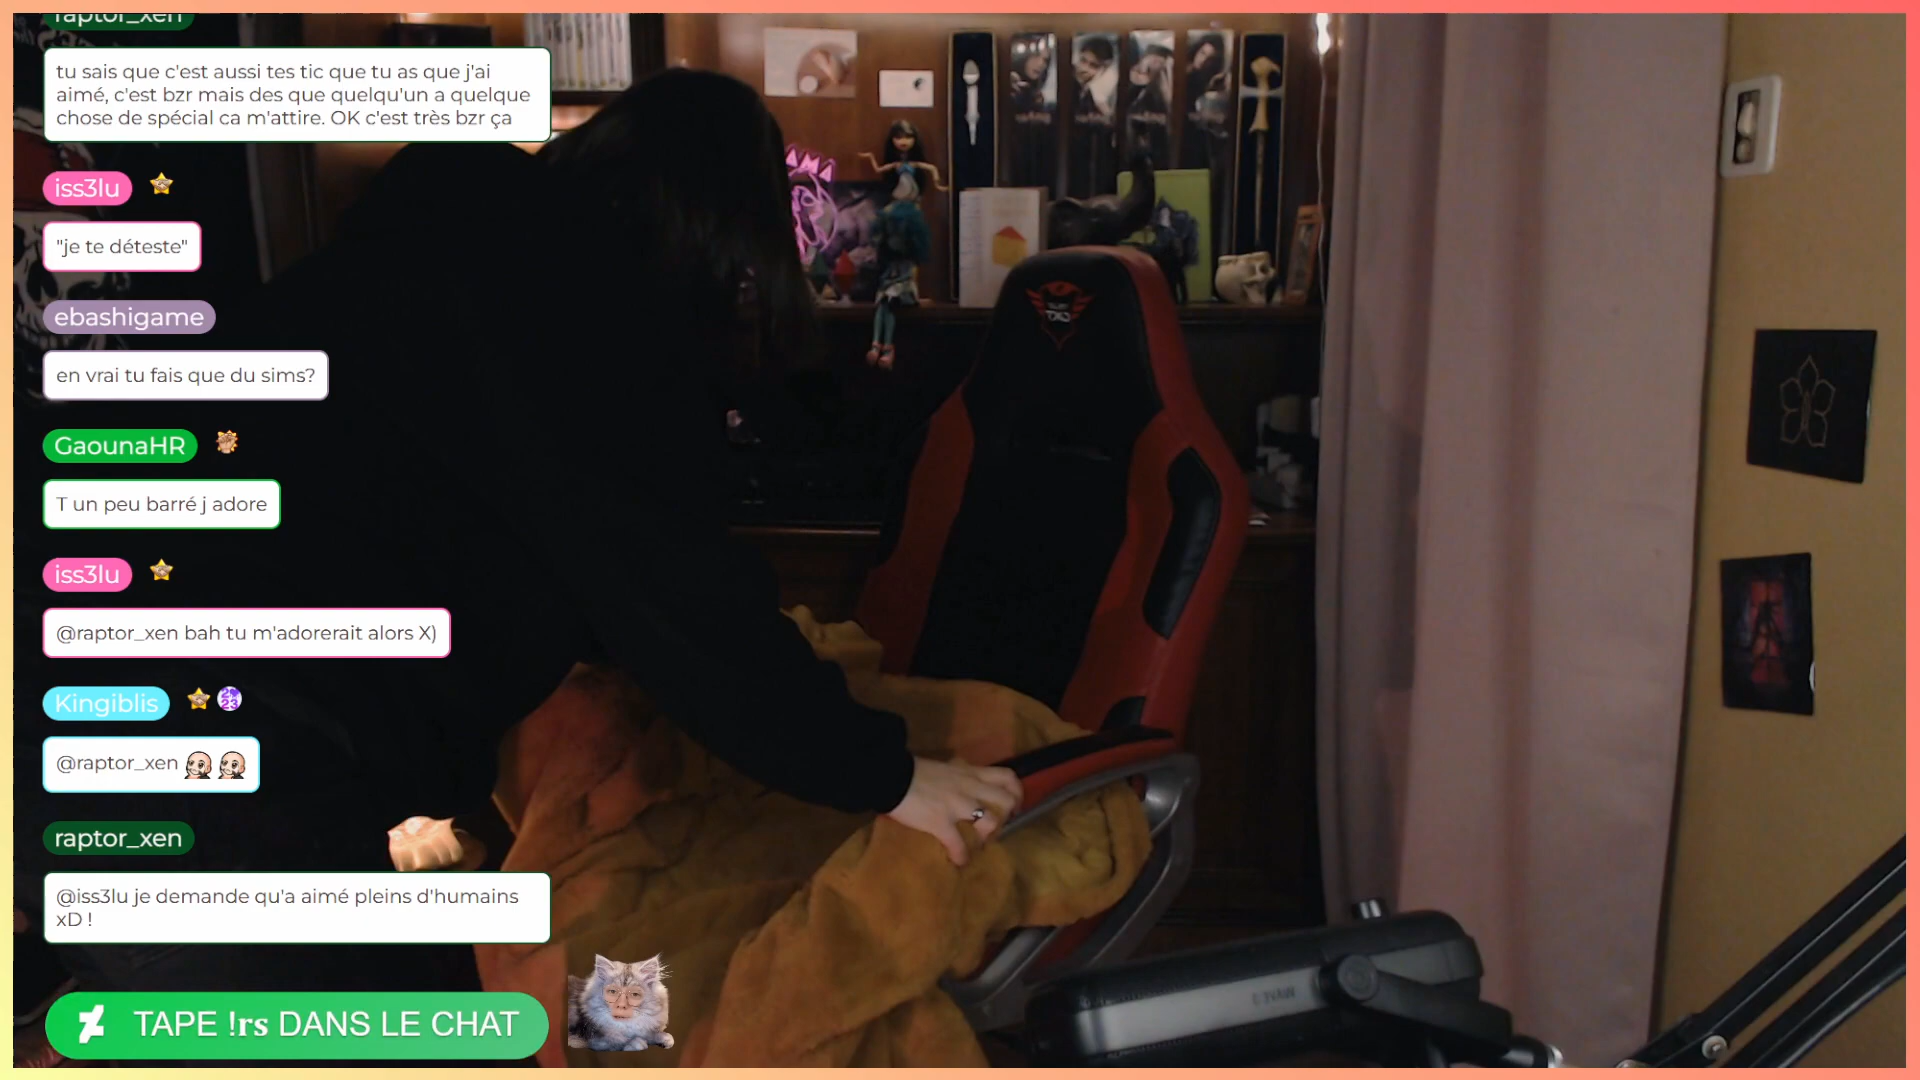 raptor_xen
tu sais que c'est aussi tes tic que tu as que j'ai
aimé, c'est bzr mais des que quelqu'un a quelque
chose de spécial ca m'attire. OK c'est très bzr ça
iss3lu
"je te déteste"
ebashigame
en vrai tu fais que du sims?
GaounaHR
T un peu barré j adore
iss3lu
@raptor_xen bah tu m'adorerait alors X)
Kingiblis
@raptor_xen
raptor_xen
@iss3lu je demande qu'a aimé pleins d'humains
xD !
TAPE !rs DANS LE CHAT
WAVE:3